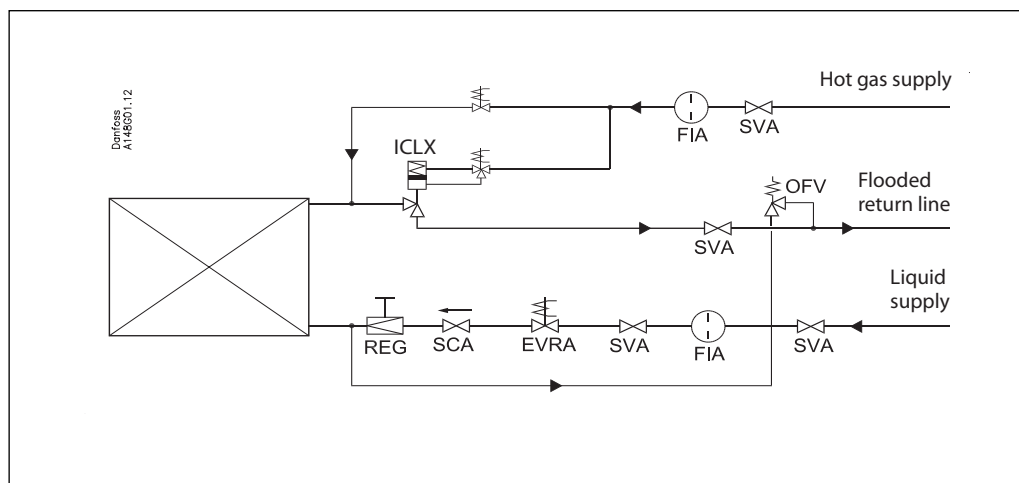 Danfoss
A148G01.12
Hot gas supply
FIA
SVA
ICLX
OFV
Flooded
return line
SVA
Liquid
supply
REG
SCA
EVRA
SVA
FIA
SVA